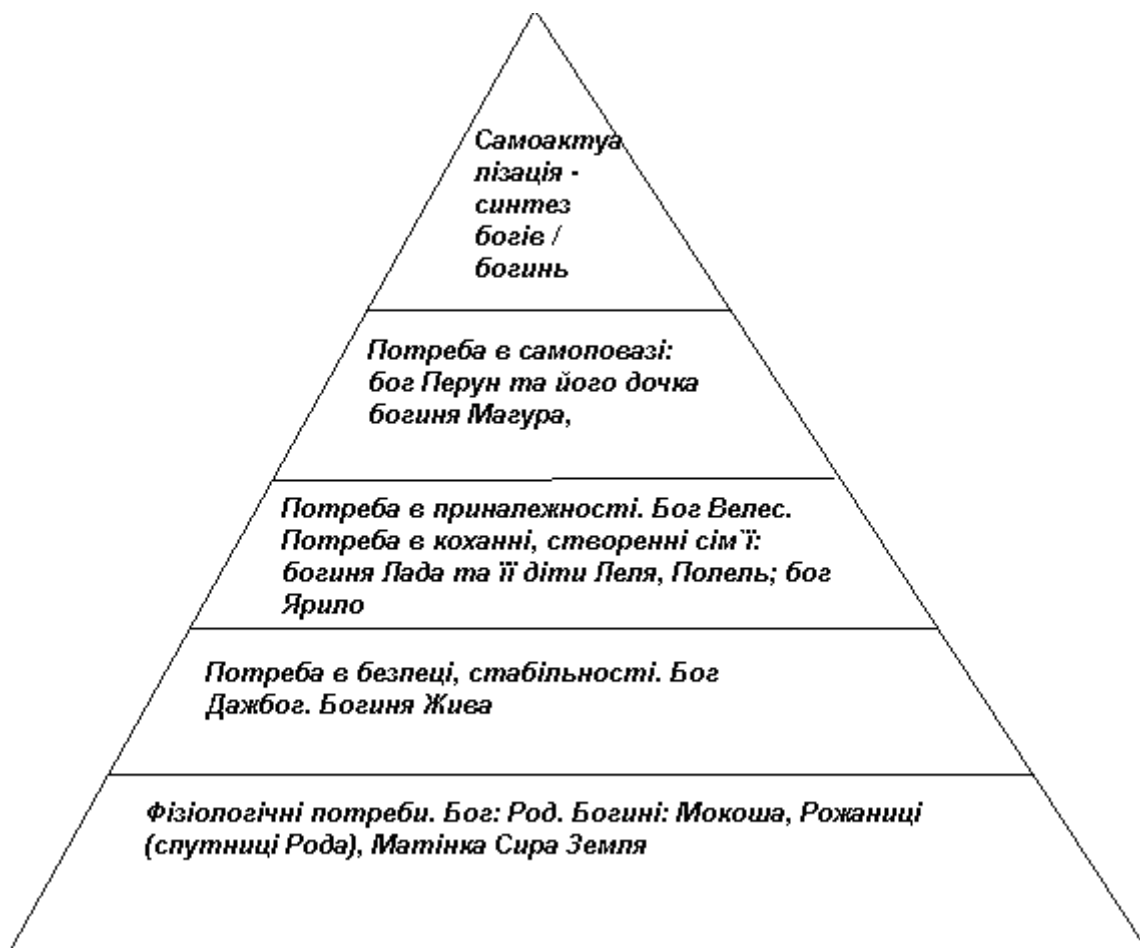 Самоактуа
лізація -
синтез
богів /
богинь
Потреба в самоповазі:
бог Перун та його дочка
богиня Магура,
Потреба в приналежності. Бог Велес.
Потреба в коханні, створенні сім`ї:
богиня Лада та її діти Леля, Полель; бог
Ярило
Потреба в безпеці, стабільності. Бог
Дажбог. Богиня Жива
Фізіологічні потреби. Бог: Род. Богині: Мокоша, Рожаниці
(спутниці Рода), Матінка Сира Земля